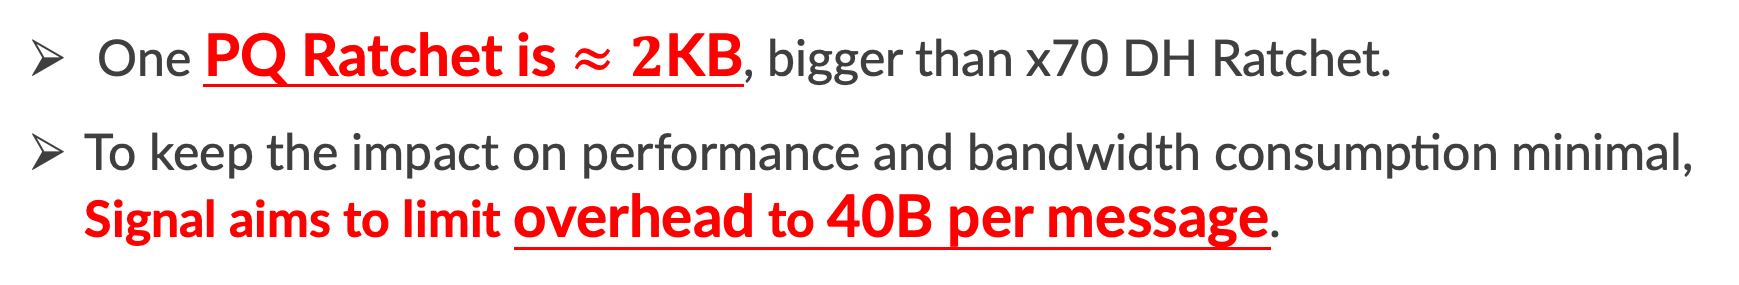 ➢ One PQ Ratchet is ≈ 2KB, bigger than x70 DH Ratchet.
➢ To keep the impact on performance and bandwidth consumption minimal,
Signal aims to limit overhead to 40B per message.